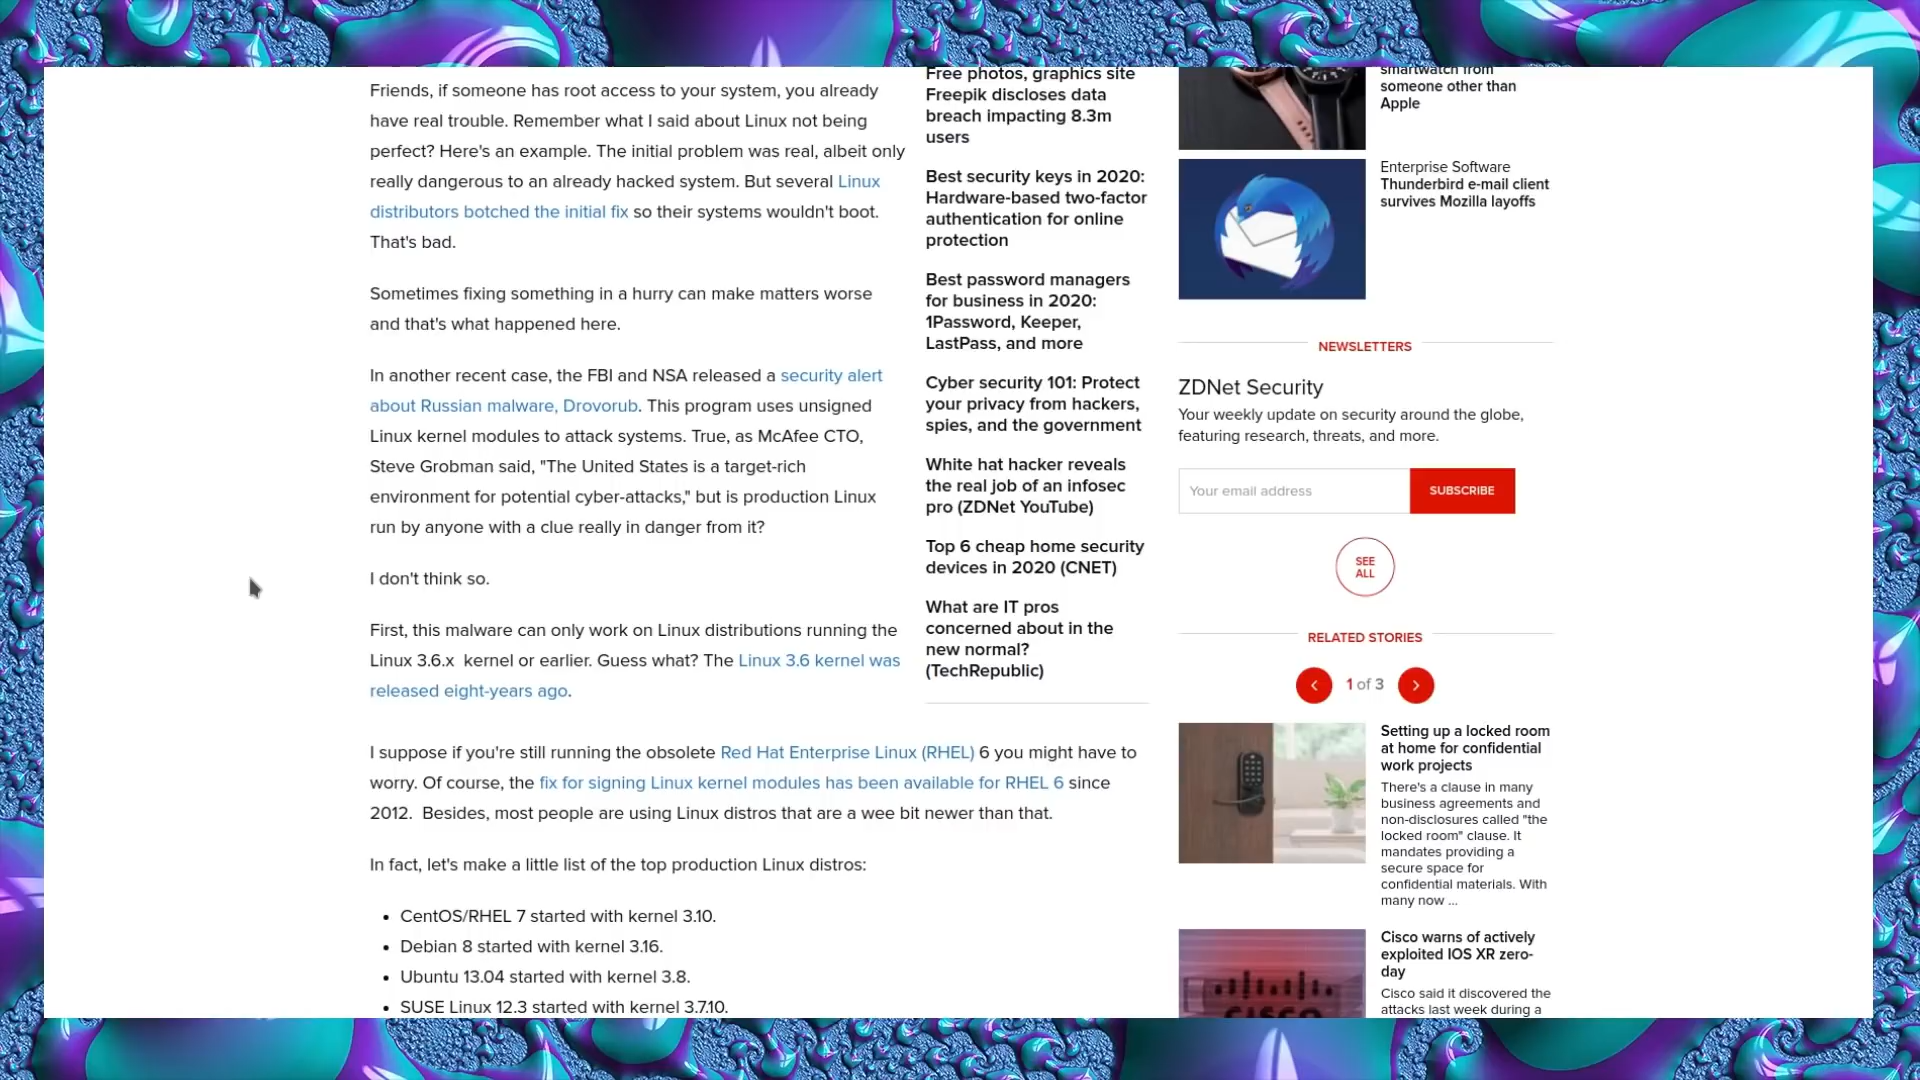 Friends, if someone has root access to your system, you already
have real trouble. Remember what I said about Linux not being
perfect? Here's an example. The initial problem was real, albeit only
really dangerous to an already hacked system. But several Linux
distributors botched the initial fix so their systems wouldn't boot.
That's bad.
Sometimes fixing something in a hurry can make matters worse
and that's what happened here.
In another recent case, the FBI and NSA released a security alert
about Russian malware, Drovorub. This program uses unsigned
Linux kernel modules to attack systems. True, as McAfee CTO,
Steve Grobman said, "The United States is a target-rich
environment for potential cyber-attacks," but is production Linux
run by anyone with a clue really in danger from it?
I don't think so.
First, this malware can only work on Linux distributions running the
Linux 3.6.x  kernel or earlier. Guess what? The Linux 3.6 kernel was
released eight-years ago.
I suppose if you're still running the obsolete Red Hat Enterprise Linux (RHEL) 6 you might have to
worry. Of course, the fix for signing Linux kernel modules has been available for RHEL 6 since
2012.  Besides, most people are using Linux distros that are a wee bit newer than that.
In fact, let's make a little list of the top production Linux distros:
• CentOS/RHEL 7 started with kernel 3.10.
• Debian 8 started with kernel 3.16.
• Ubuntu 13.04 started with kernel 3.8.
• SUSE Linux 12.3 started with kernel 3.7.10.
Free photos, graphics site
Freepik discloses data
breach impacting 8.3m
users
Best security keys in 2020:
Hardware-based two-factor
authentication for online
protection
Best password managers
for business in 2020:
1Password, Keeper,
LastPass, and more
Cyber security 101: Protect
your privacy from hackers,
spies, and the government
White hat hacker reveals
the real job of an infosec
pro (ZDNet YouTube)
Top 6 cheap home security
devices in 2020 (CNET)
What are IT pros
concerned about in the
new normal?
(TechRepublic)
smartwatch from
someone other than
Apple
Enterprise Software
Thunderbird e-mail client
survives Mozilla layoffs
NEWSLETTERS
ZDNet Security
Your weekly update on security around the globe,
featuring research, threats, and more.
Your email address
SUBSCRIBE
SEE
ALL
RELATED STORIES
1 of 3
Setting up a locked room
at home for confidential
work projects
There's a clause in many
business agreements and
non-disclosures called "the
locked room" clause. It
mandates providing a
secure space for
confidential materials. With
many now ...
Cisco warns of actively
exploited IOS XR zero-
day
Cisco said it discovered the
attacks last week during a
CISCO